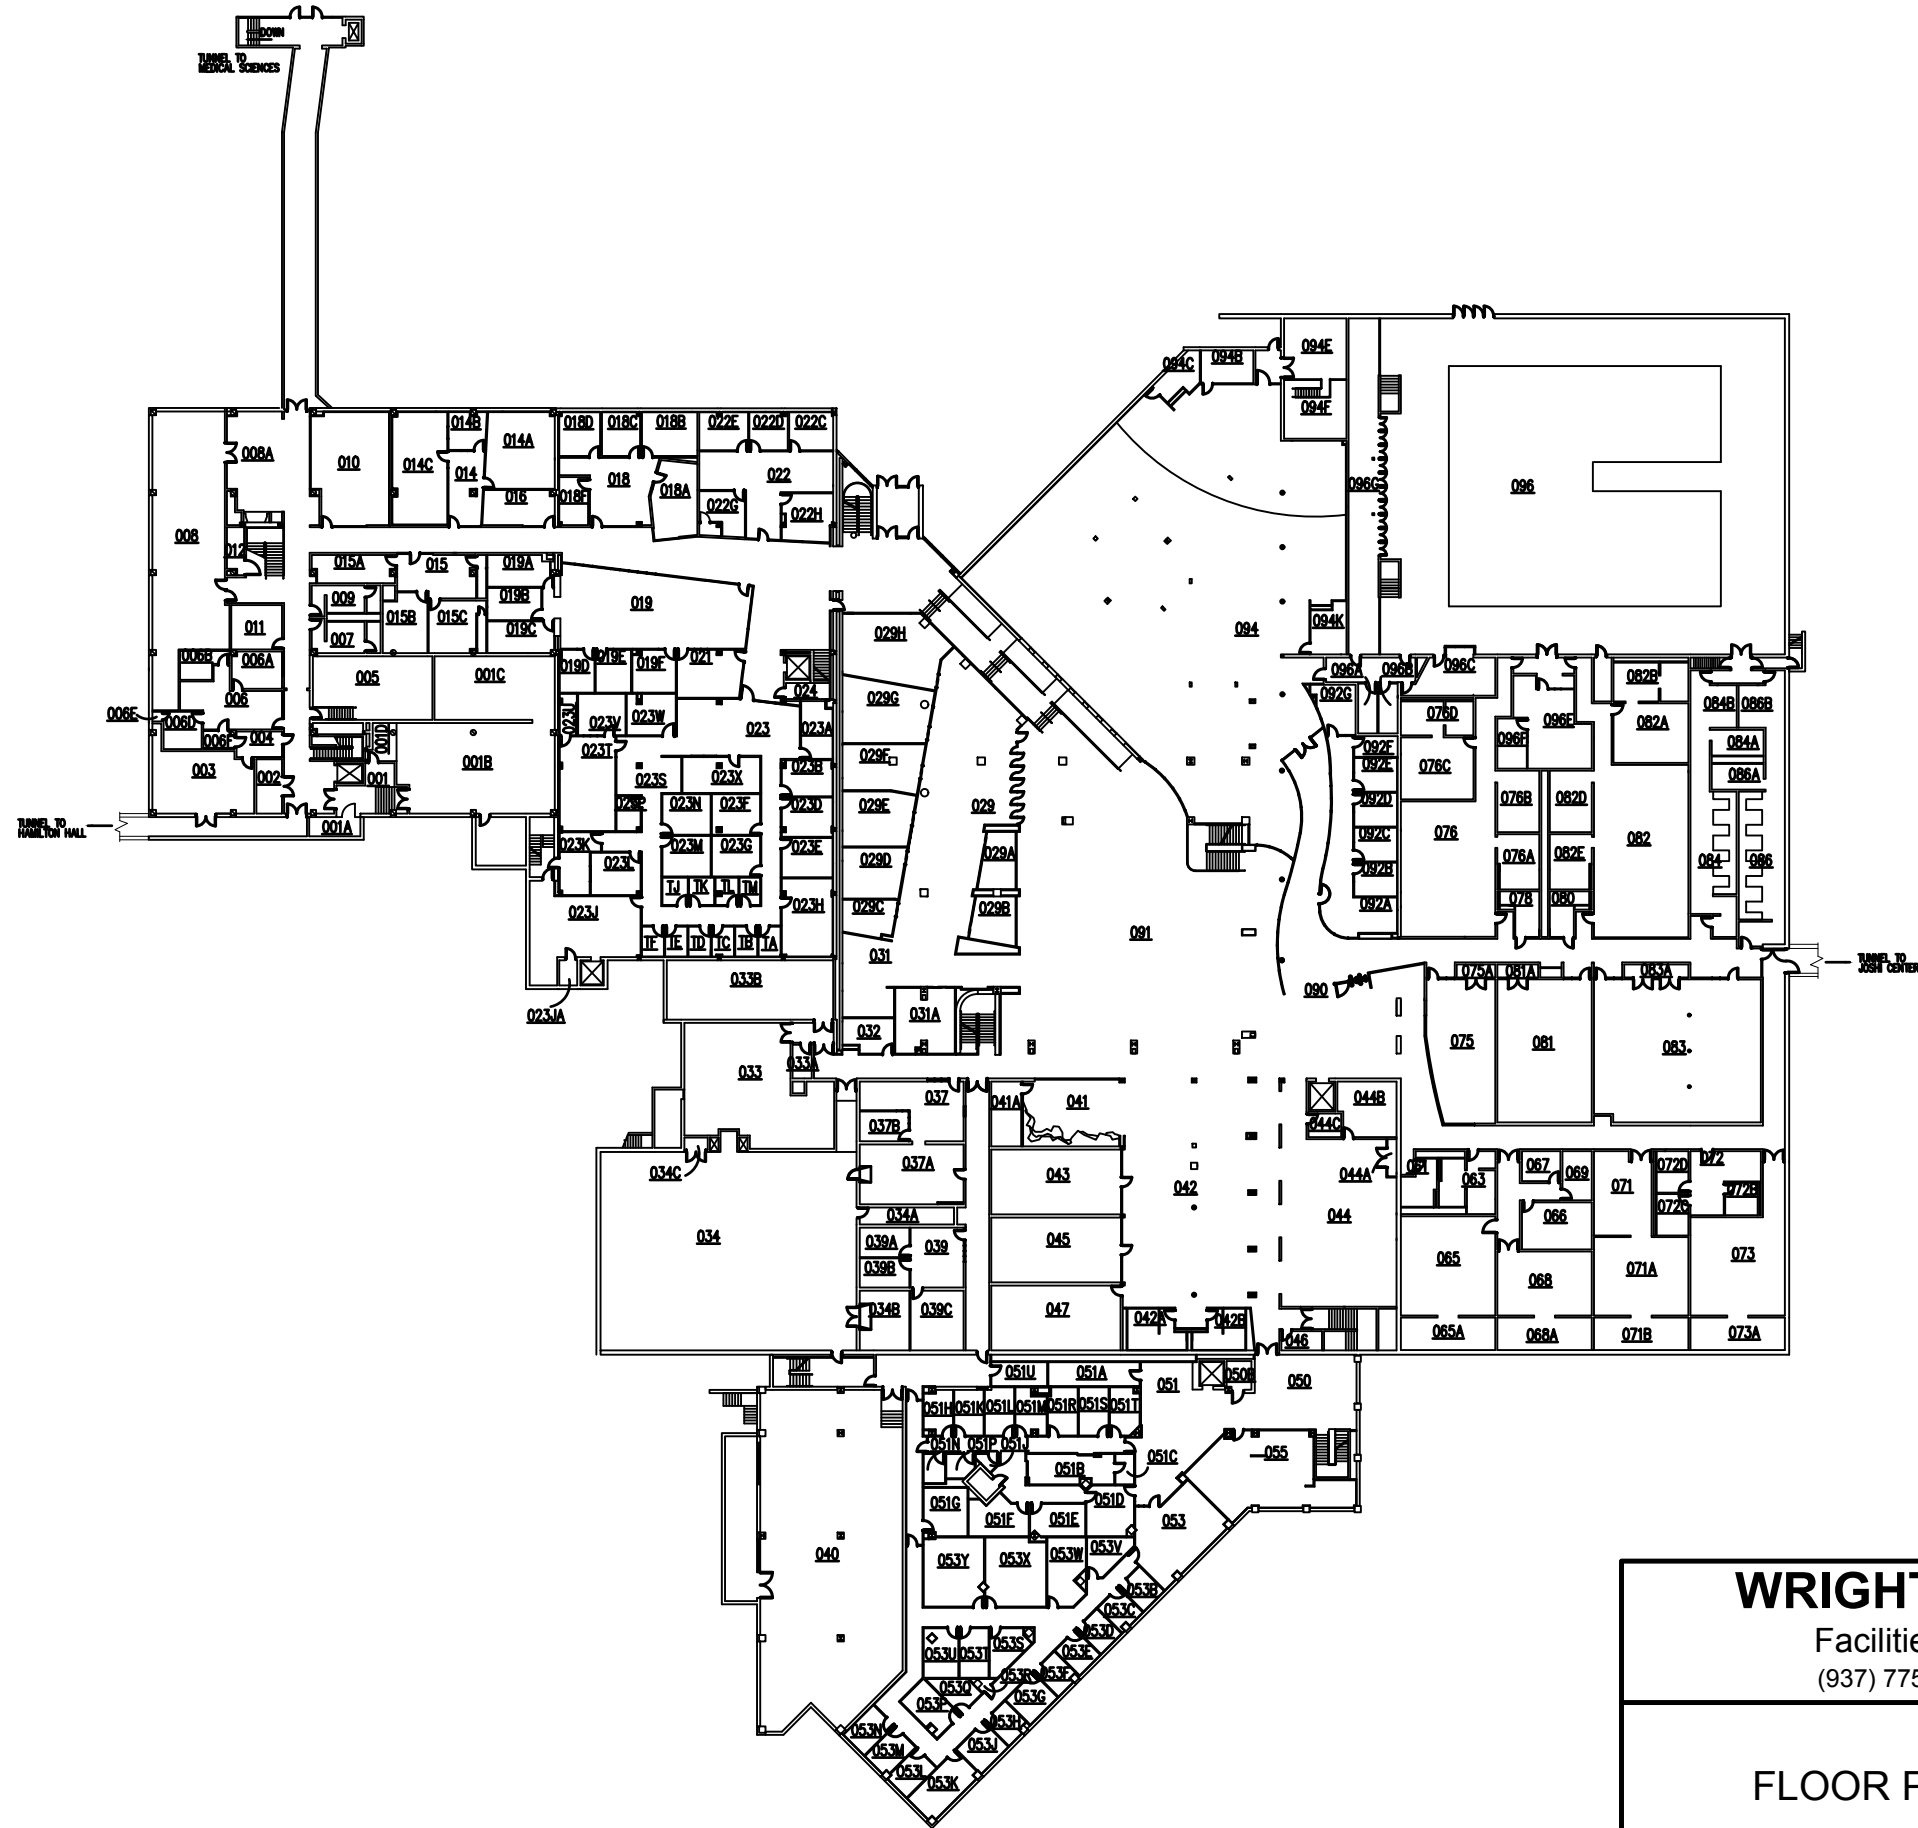 DOWN
TUNNEL TO
MEDICAL SCIENCES
094E
094B
094C
094F
018D
018C
018B
022E
022D
022C
014B
014A
008A
010
014C
014
016
018
018A
018F
022
022G
022H
096G
096
008
012
015A
015
019A
009
019B
015B
015C
019C
007
011
019
029H
094
094K
006B
006A
005
001C
019D
019E
019F
021
024
006
006E
006D
006F
004
003
002
001D
001
001B
001A
TUNNEL TO
HAMILTON HALL
023U
023V
023W
023
023A
023T
023S
023X
023B
023P
023N
023F
023D
023K
023L
023M
023G
023E
TJ
TK
TL
TM
023H
023J
TF
TE
TD
TC
TB
TA
023JA
029G
029F
029E
029
029D
029A
029C
029B
031
031A
032
033B
033
033A
091
090
096A
096B
096C
092G
092F
092E
092D
092C
092B
092A
076D
076C
076
076B
076A
078
096E
096F
082B
082A
082D
082E
082
080
084B
086B
084A
086A
084
086
TUNNEL TO
JOSHI CENTER
075A
081A
083A
075
081
083
037
037B
037A
034C
034
034A
039A
039
039B
034B
039C
041A
041
043
042
045
047
042A
042B
044B
044C
044A
044
046
061
063
067
069
066
065
068
065A
068A
071
072D
072
072B
072C
071A
073
071B
073A
051U
051A
051
050B
050
051H
051K
051L
051M
051R
051S
051T
051N
051P
051J
051B
051C
055
051G
051F
051E
051D
053
040
053Y
053X
053W
053V
053B
053C
053D
053E
053F
053G
053H
053J
053K
053L
053M
053N
053P
053Q
053R
053S
053T
053U
WRIGHT
Facilitie
(937) 775
FLOOR P